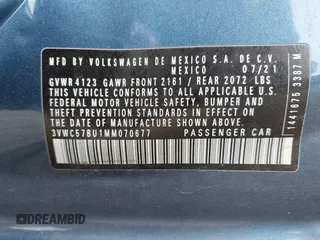 MFD. BY VOLKSWAGEN DE MEXICO S.A. DE C.V.
MEXICO 07/21
GVWR 4123 GAWR FRONT 2161 / REAR 2072 LBS
THIS VEHICLE CONFORMS TO ALL APPLICABLE U.S.
FEDERAL MOTOR VEHICLE SAFETY, BUMPER AND THEFT
PREVENTION STANDARDS IN EFFECT ON THE DATE OF
MANUFACTURE SHOWN ABOVE.
3VWC57BU1MM070677 PASSENGER CAR
1441675 3387 M
DREAMBID